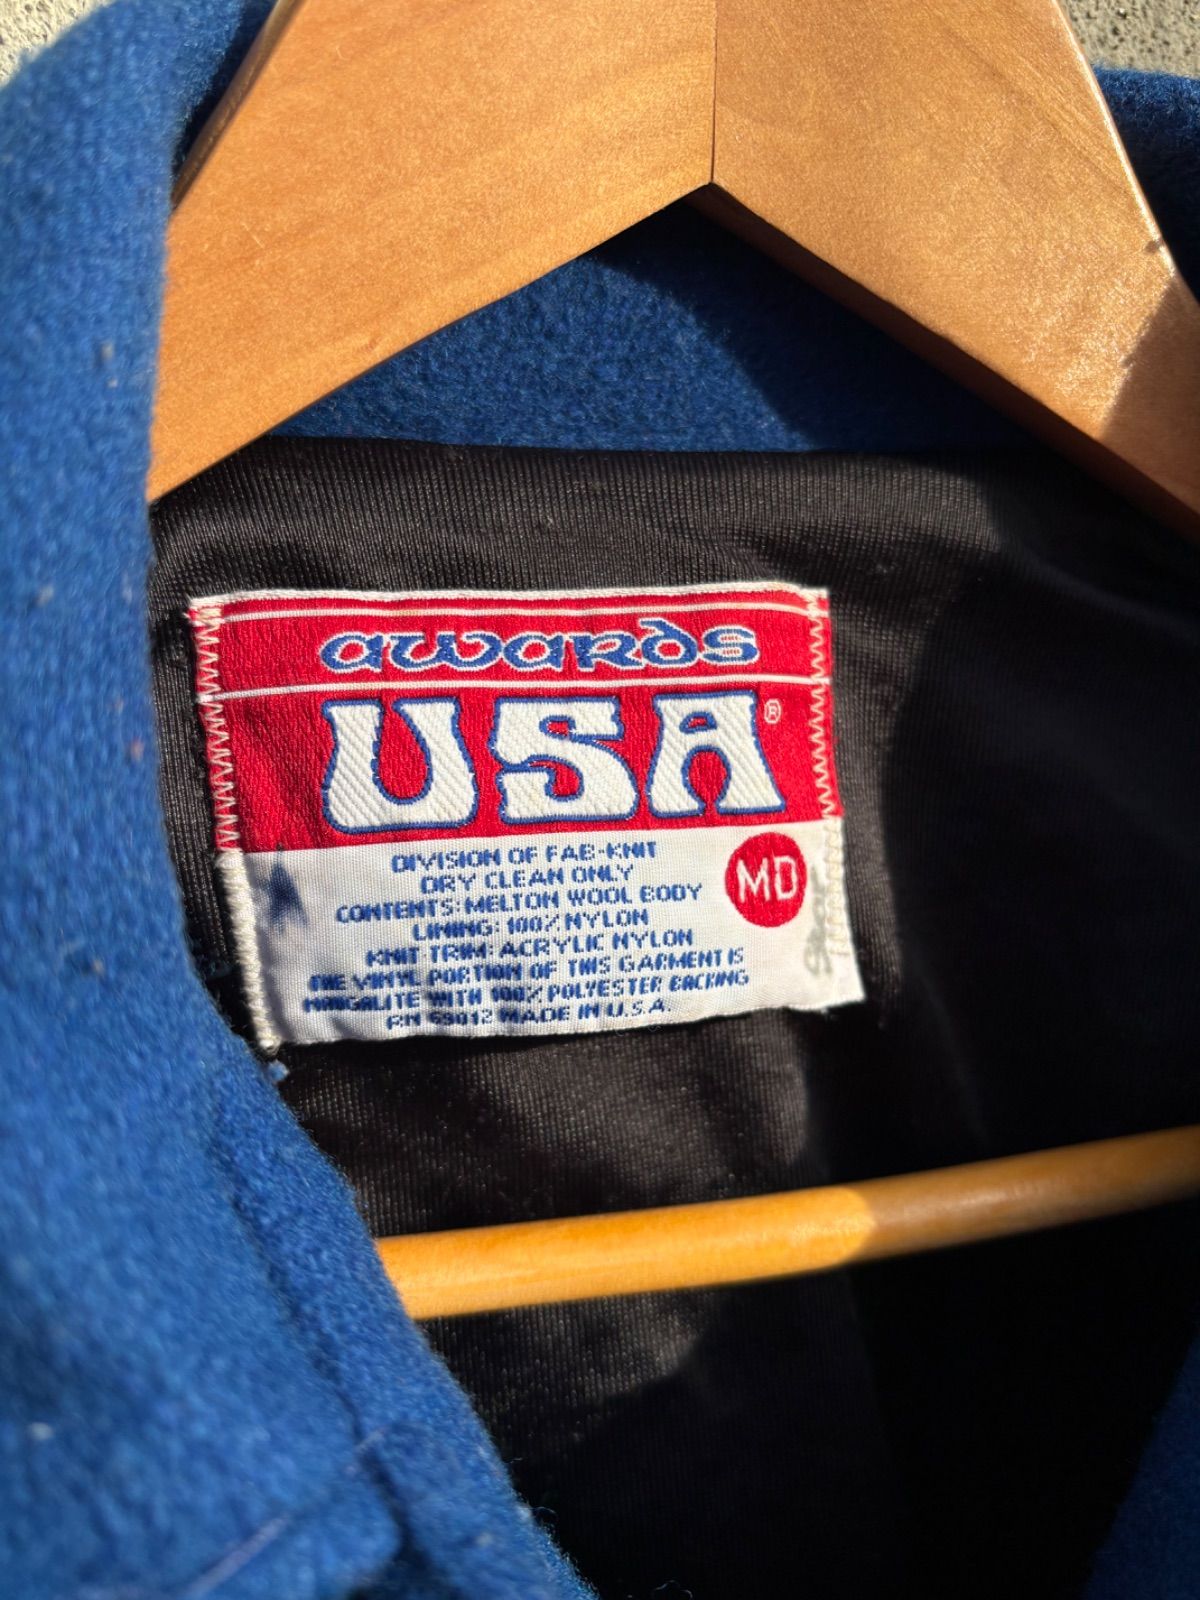 awards
USA®
DIVISION OF FAB-KNIT
DRY CLEAN ONLY
MD
CONTENTS: MELTON WOOL BODY
LINING: 100% NYLON
KNIT TRIM: ACRYLIC NYLON
THE VINYL PORTION OF THIS GARMENT IS
NAUGALITE WITH 100% POLYESTER BACKING
RN 69012 MADE IN U.S.A.